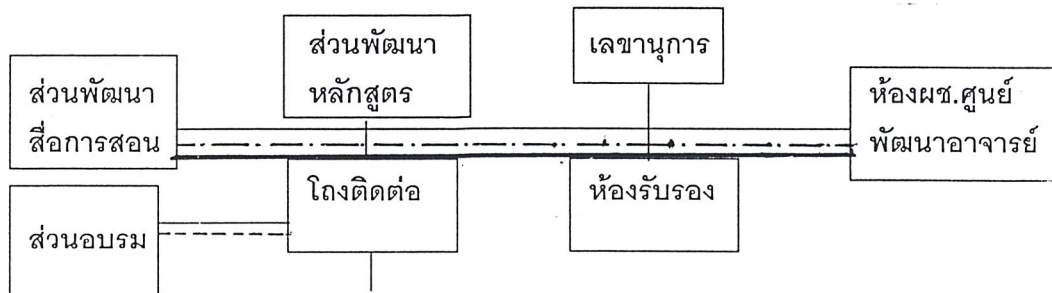 ส่วนพัฒนา
หลักสูตร
เลขานุการ
ส่วนพัฒนา
สื่อการสอน
ห้องผช.ศูนย์
พัฒนาอาจารย์
โถงติดต่อ
ห้องรับรอง
ส่วนอบรม